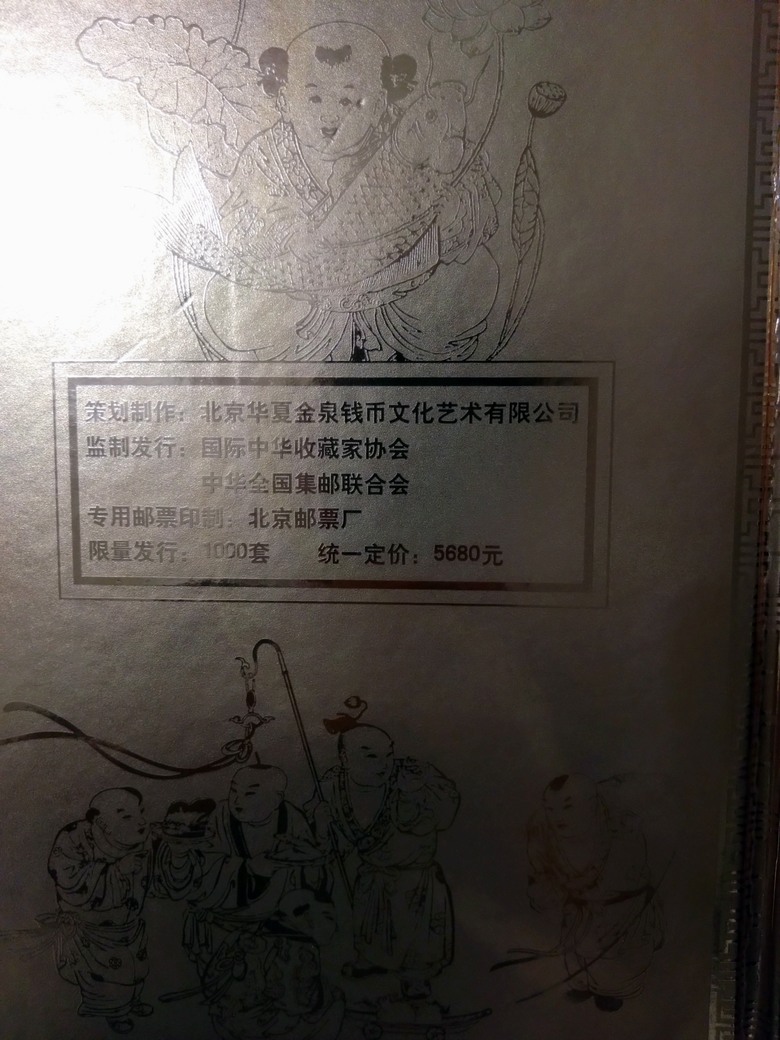 策划制作：北京华夏金泉钱币文化艺术有限公司
监制发行：国际中华收藏家协会
中华全国集邮联合会
专用邮票印制：北京邮票厂
限量发行：1000套　统一定价：5680元